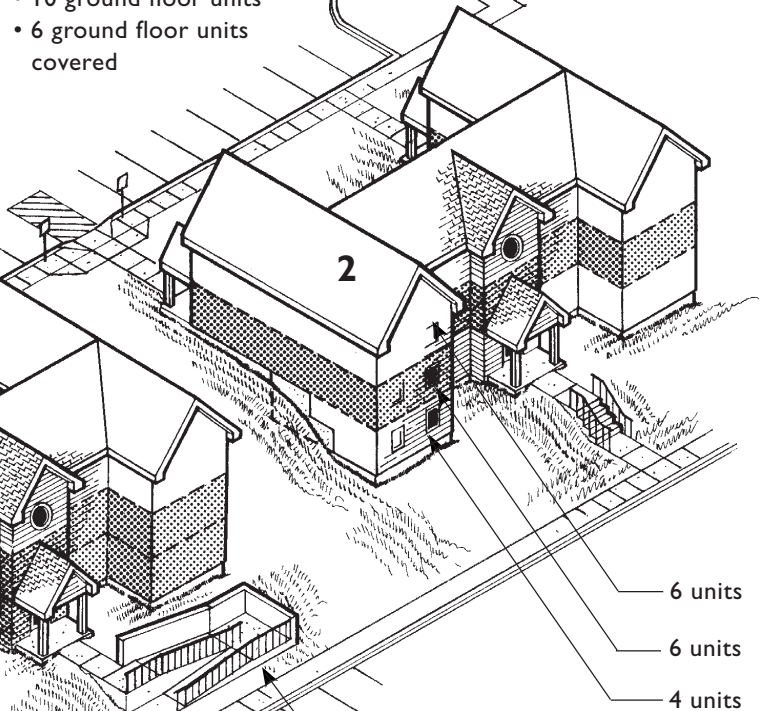 • 10 ground floor units
• 6 ground floor units
covered
2
6 units
6 units
4 units